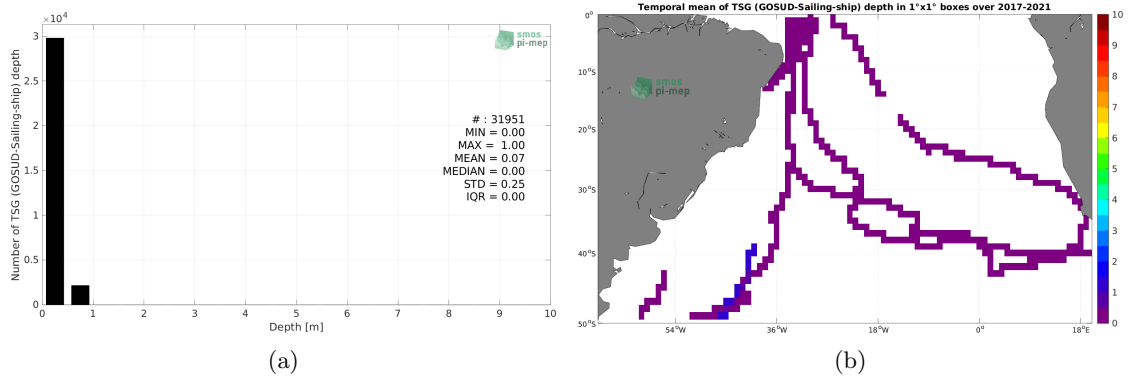 ×10⁴
3
2.5
2
1.5
1
0.5
0
Number of TSG (GOSUD-Sailing-ship) depth
smos
pi-mep
# : 31951
MIN = 0.00
MAX = 1.00
MEAN = 0.07
MEDIAN = 0.00
STD = 0.25
IQR = 0.00
0 1 2 3 4 5 6 7 8 9 10
Depth [m]
(a)
Temporal mean of TSG (GOSUD-Sailing-ship) depth in 1°x1° boxes over 2017-2021
0°
10°S
20°S
30°S
40°S
50°S
smos
pi-mep
54°W 36°W 18°W 0° 18°E
10
9
8
7
6
5
4
3
2
1
0
(b)